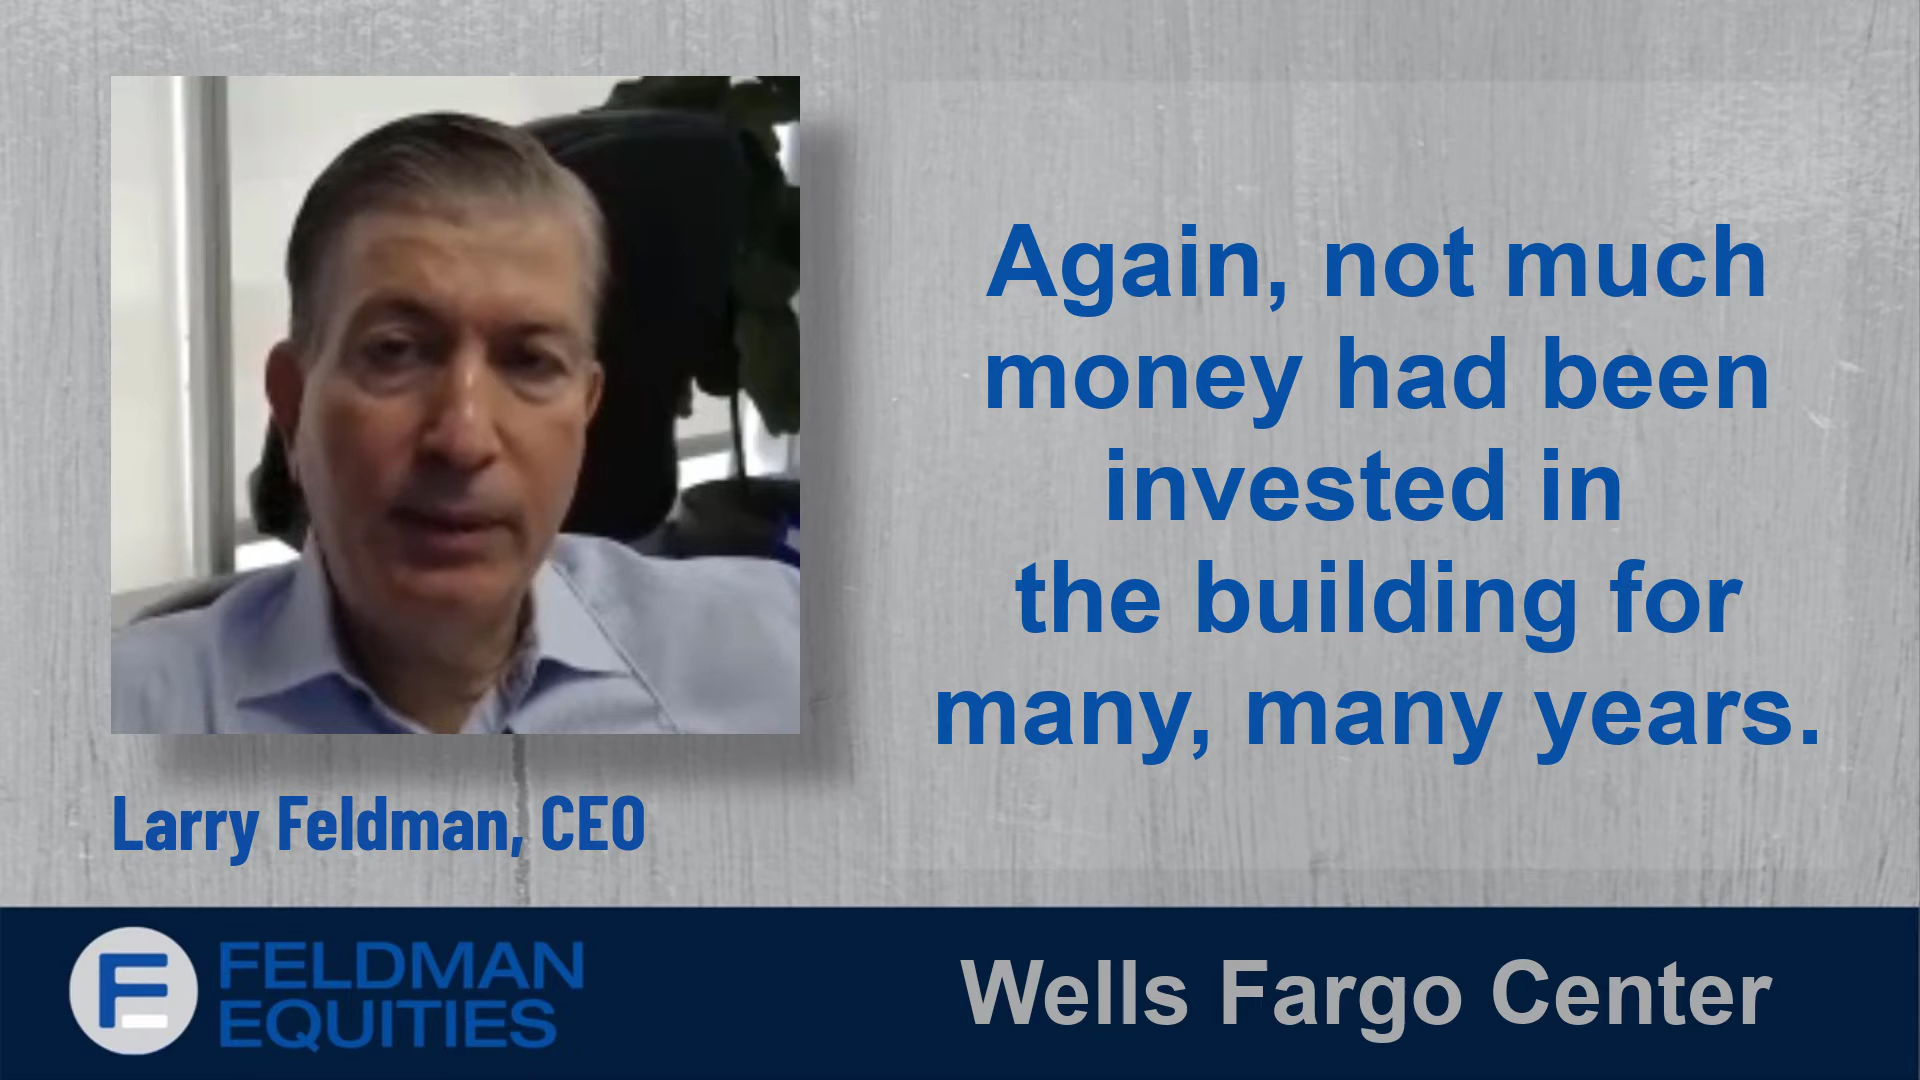 Again, not much
money had been
invested in
the building for
many, many years.
Larry Feldman, CEO
FELDMAN
EQUITIES
Wells Fargo Center